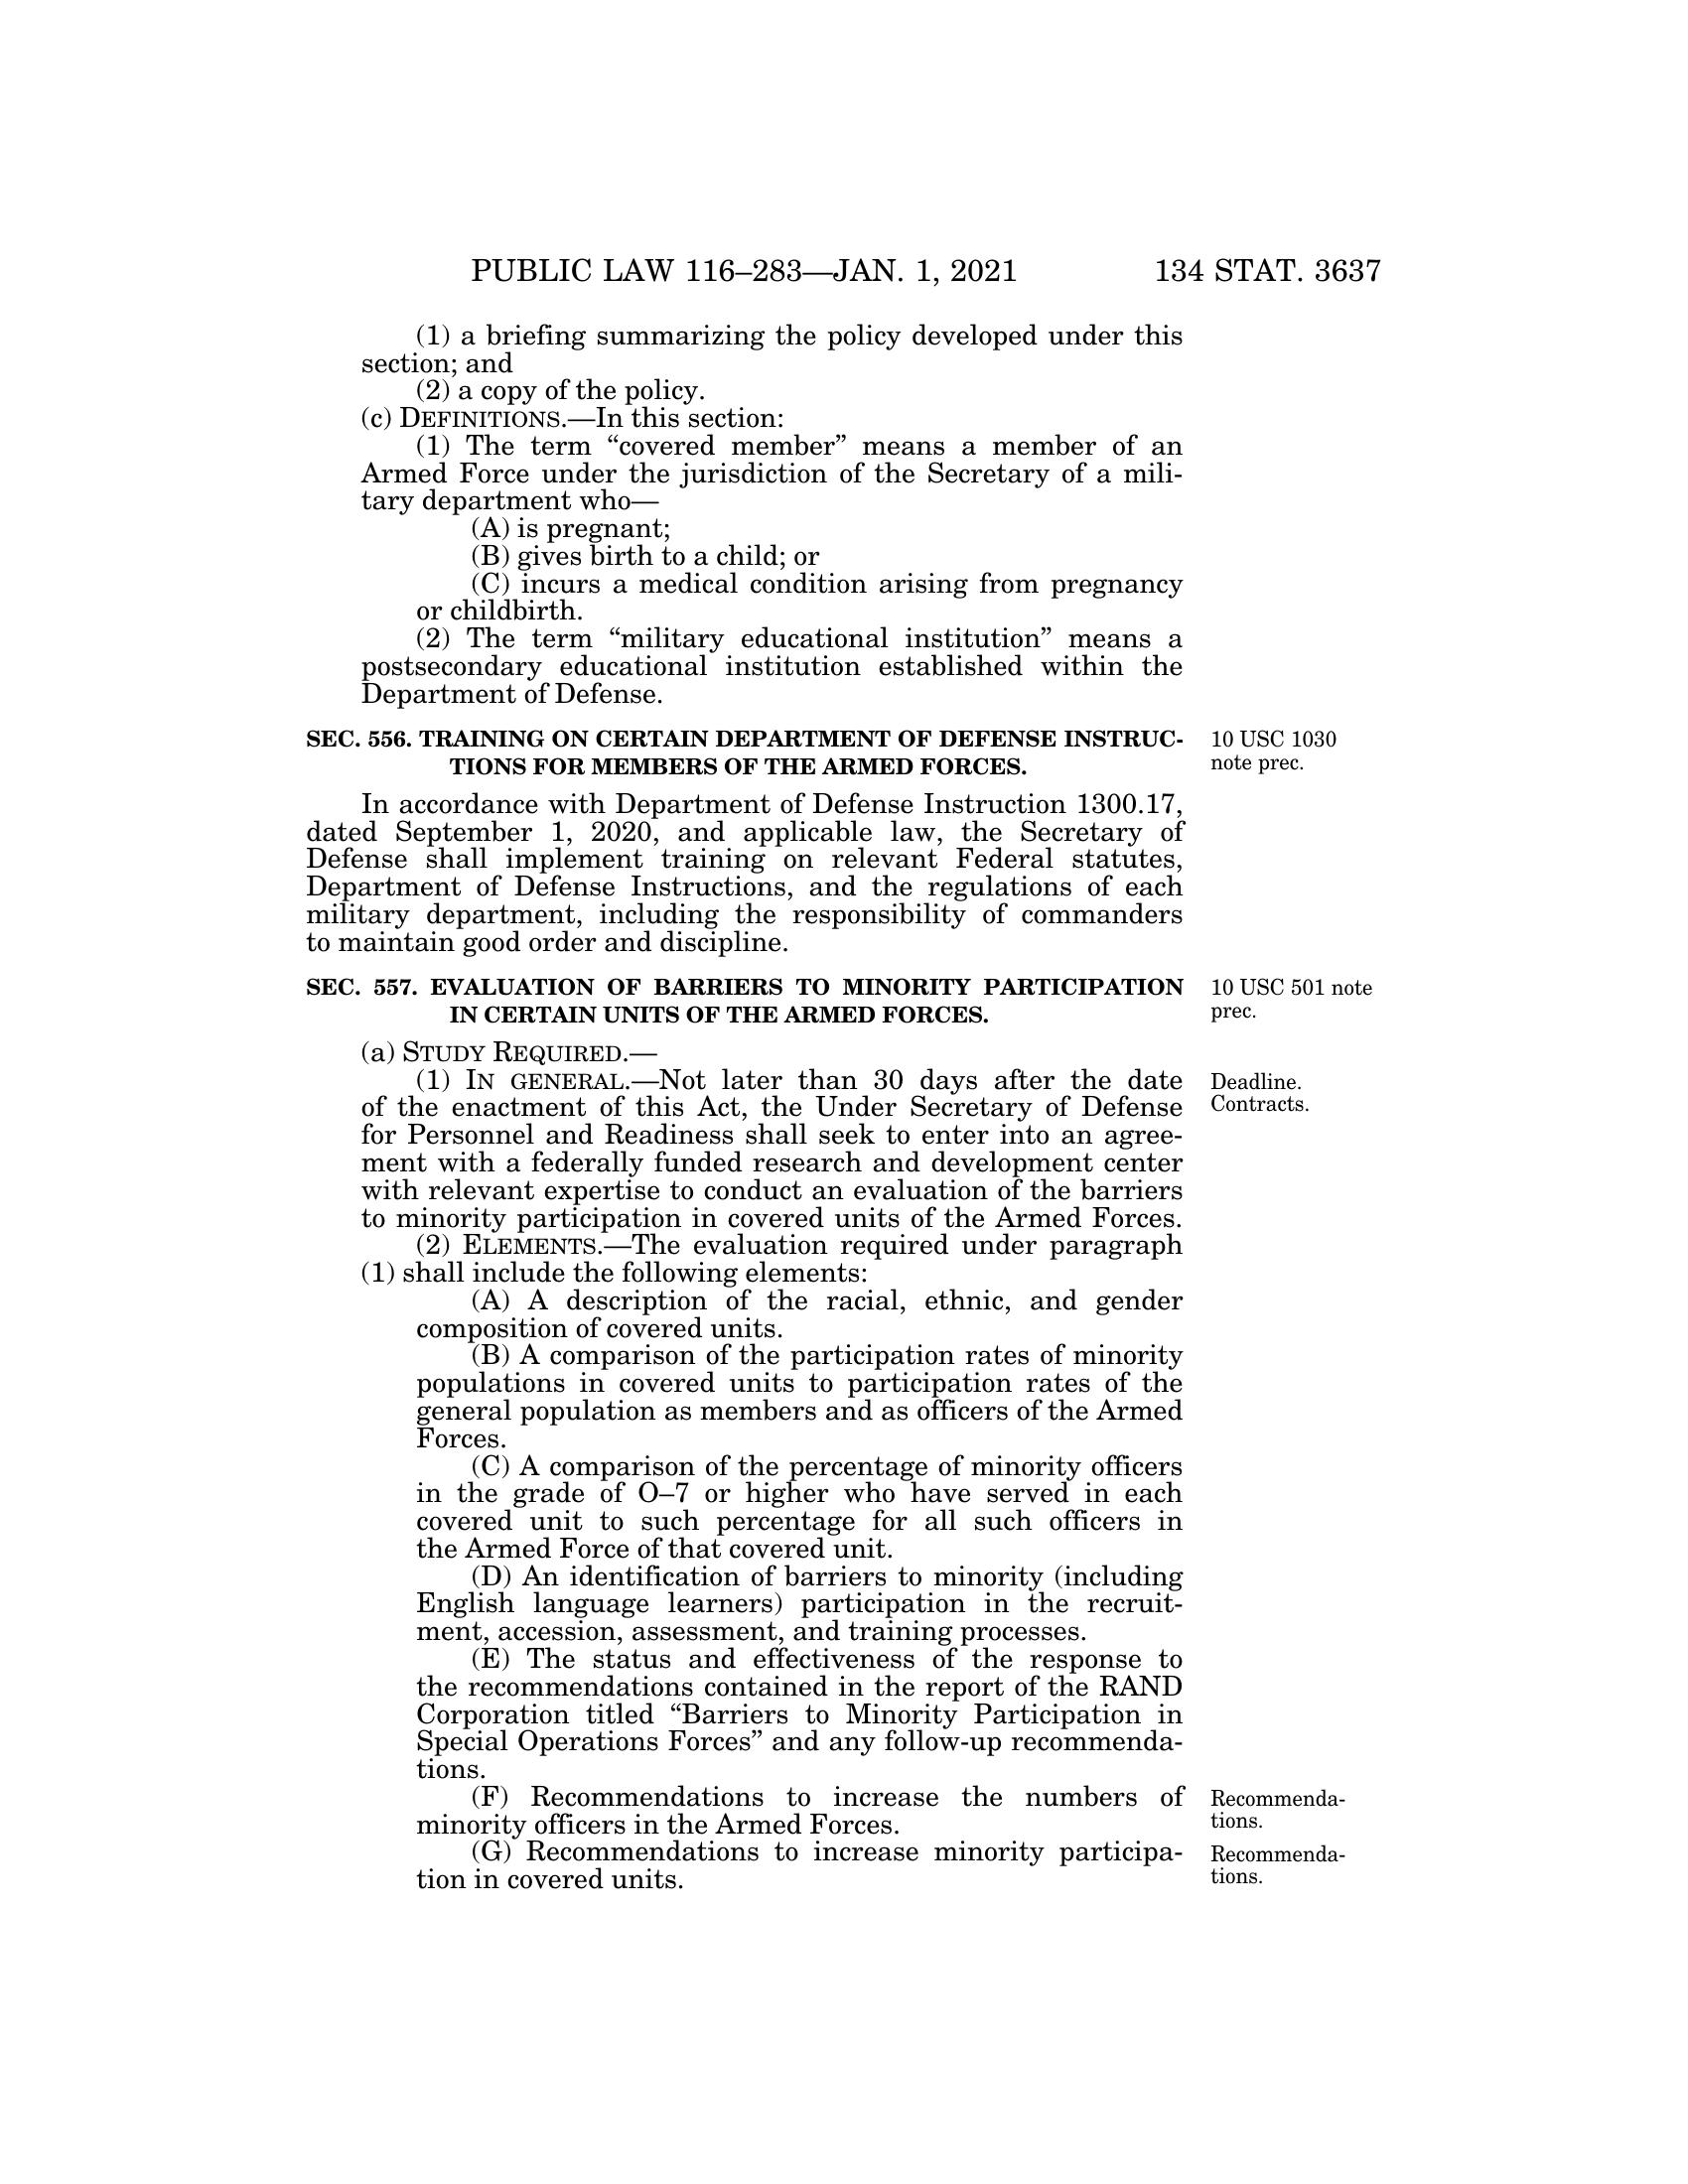 PUBLIC LAW 116–283—JAN. 1, 2021 134 STAT. 3637
(1) a briefing summarizing the policy developed under this
section; and
(2) a copy of the policy.
(c) DEFINITIONS.—In this section:
(1) The term “covered member” means a member of an
Armed Force under the jurisdiction of the Secretary of a mili-
tary department who—
(A) is pregnant;
(B) gives birth to a child; or
(C) incurs a medical condition arising from pregnancy
or childbirth.
(2) The term “military educational institution” means a
postsecondary educational institution established within the
Department of Defense.
SEC. 556. TRAINING ON CERTAIN DEPARTMENT OF DEFENSE INSTRUC-
TIONS FOR MEMBERS OF THE ARMED FORCES.
10 USC 1030
note prec.
In accordance with Department of Defense Instruction 1300.17,
dated September 1, 2020, and applicable law, the Secretary of
Defense shall implement training on relevant Federal statutes,
Department of Defense Instructions, and the regulations of each
military department, including the responsibility of commanders
to maintain good order and discipline.
SEC. 557. EVALUATION OF BARRIERS TO MINORITY PARTICIPATION
IN CERTAIN UNITS OF THE ARMED FORCES.
10 USC 501 note
prec.
(a) STUDY REQUIRED.—
(1) IN GENERAL.—Not later than 30 days after the date
of the enactment of this Act, the Under Secretary of Defense
for Personnel and Readiness shall seek to enter into an agree-
ment with a federally funded research and development center
with relevant expertise to conduct an evaluation of the barriers
to minority participation in covered units of the Armed Forces.
Deadline.
Contracts.
(2) ELEMENTS.—The evaluation required under paragraph
(1) shall include the following elements:
(A) A description of the racial, ethnic, and gender
composition of covered units.
(B) A comparison of the participation rates of minority
populations in covered units to participation rates of the
general population as members and as officers of the Armed
Forces.
(C) A comparison of the percentage of minority officers
in the grade of O–7 or higher who have served in each
covered unit to such percentage for all such officers in
the Armed Force of that covered unit.
(D) An identification of barriers to minority (including
English language learners) participation in the recruit-
ment, accession, assessment, and training processes.
(E) The status and effectiveness of the response to
the recommendations contained in the report of the RAND
Corporation titled “Barriers to Minority Participation in
Special Operations Forces” and any follow-up recommenda-
tions.
(F) Recommendations to increase the numbers of
minority officers in the Armed Forces.
Recommenda-
tions.
(G) Recommendations to increase minority participa-
tion in covered units.
Recommenda-
tions.